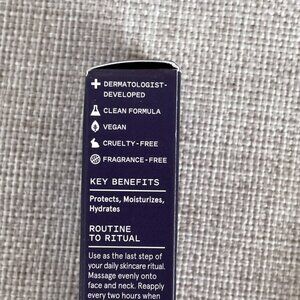 DERMATOLOGIST-
DEVELOPED
CLEAN FORMULA
VEGAN
CRUELTY-FREE
FRAGRANCE-FREE
KEY BENEFITS
Protects, Moisturizes,
Hydrates
ROUTINE
TO RITUAL
Use as the last step of
your daily skincare ritual.
Massage evenly onto
face and neck. Reapply
every two hours when